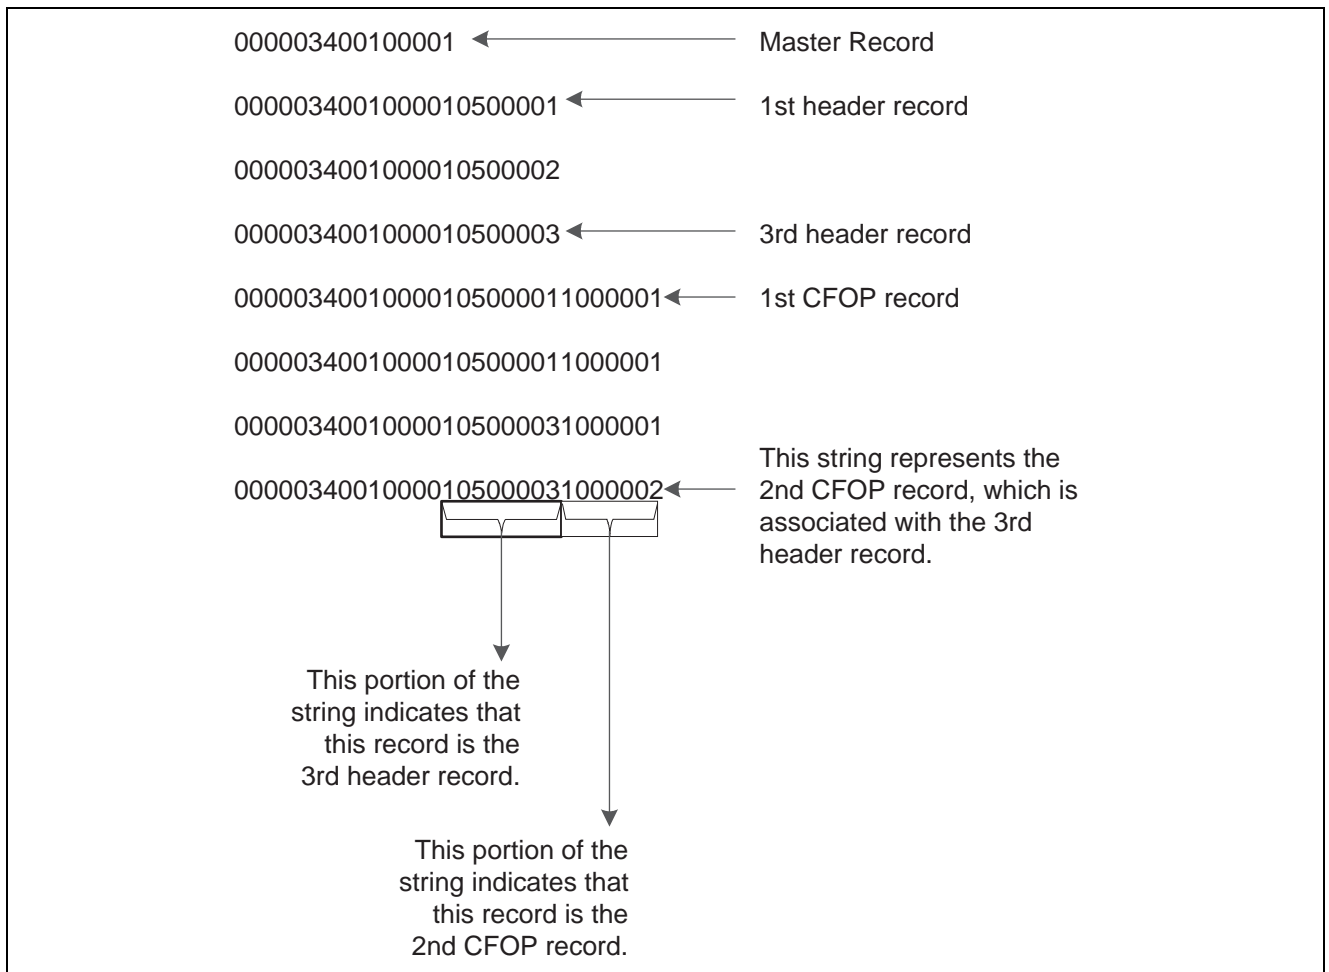 000003400100001
Master Record
0000034001000010500001
1st header record
0000034001000010500002
0000034001000010500003
3rd header record
00000340010000105000011000001
1st CFOP record
00000340010000105000011000001
00000340010000105000031000001
00000340010000105000031000002
This string represents the
2nd CFOP record, which is
associated with the 3rd
header record.
This portion of the
string indicates that
this record is the
3rd header record.
This portion of the
string indicates that
this record is the
2nd CFOP record.